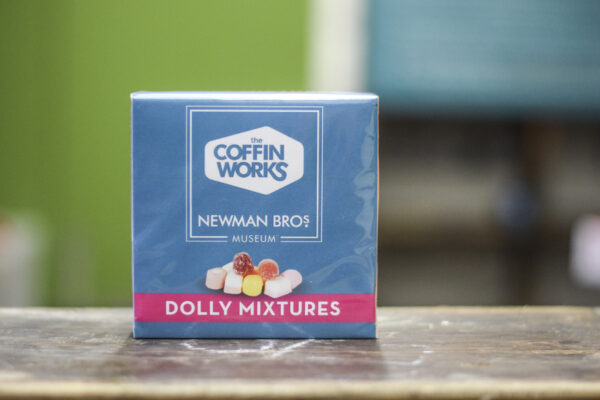 the
COFFIN
WORKS
NEWMAN BROS
MUSEUM
DOLLY MIXTURES